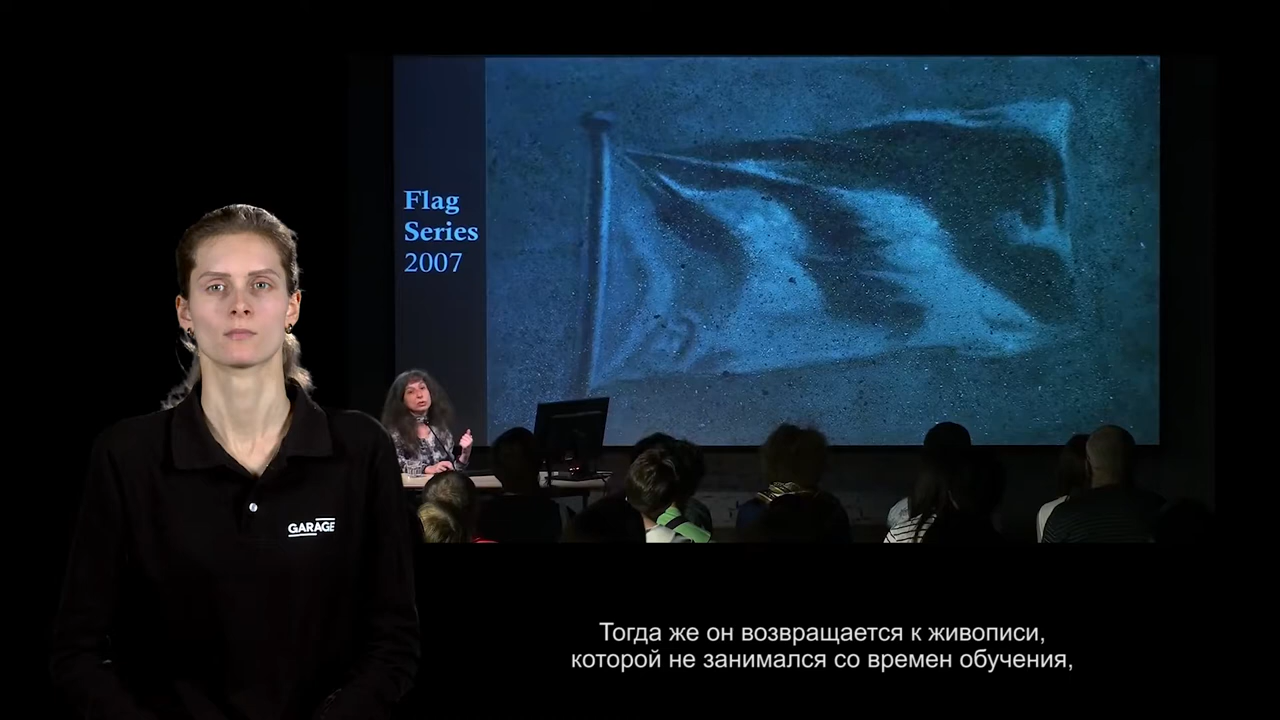 Flag
Series
2007
GARAGE
Тогда же он возвращается к живописи,
которой не занимался со времен обучения,